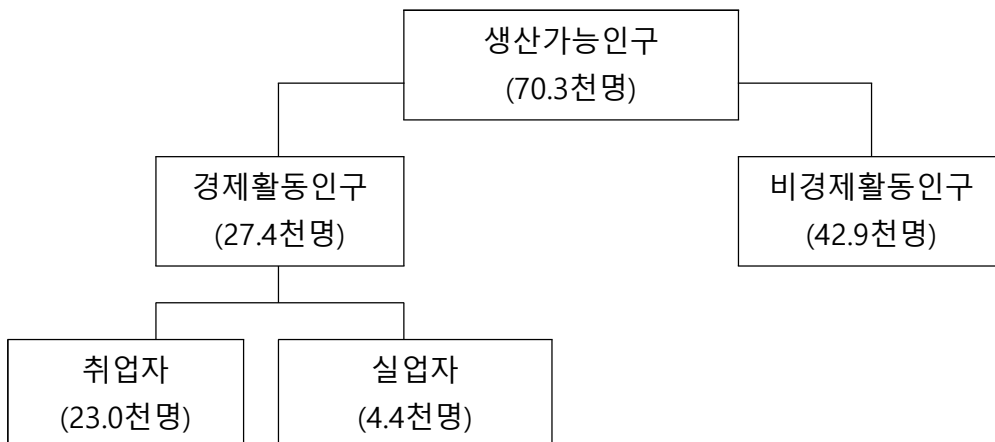 생산가능인구
(70.3천명)
경제활동인구
(27.4천명)
비경제활동인구
(42.9천명)
취업자
(23.0천명)
실업자
(4.4천명)